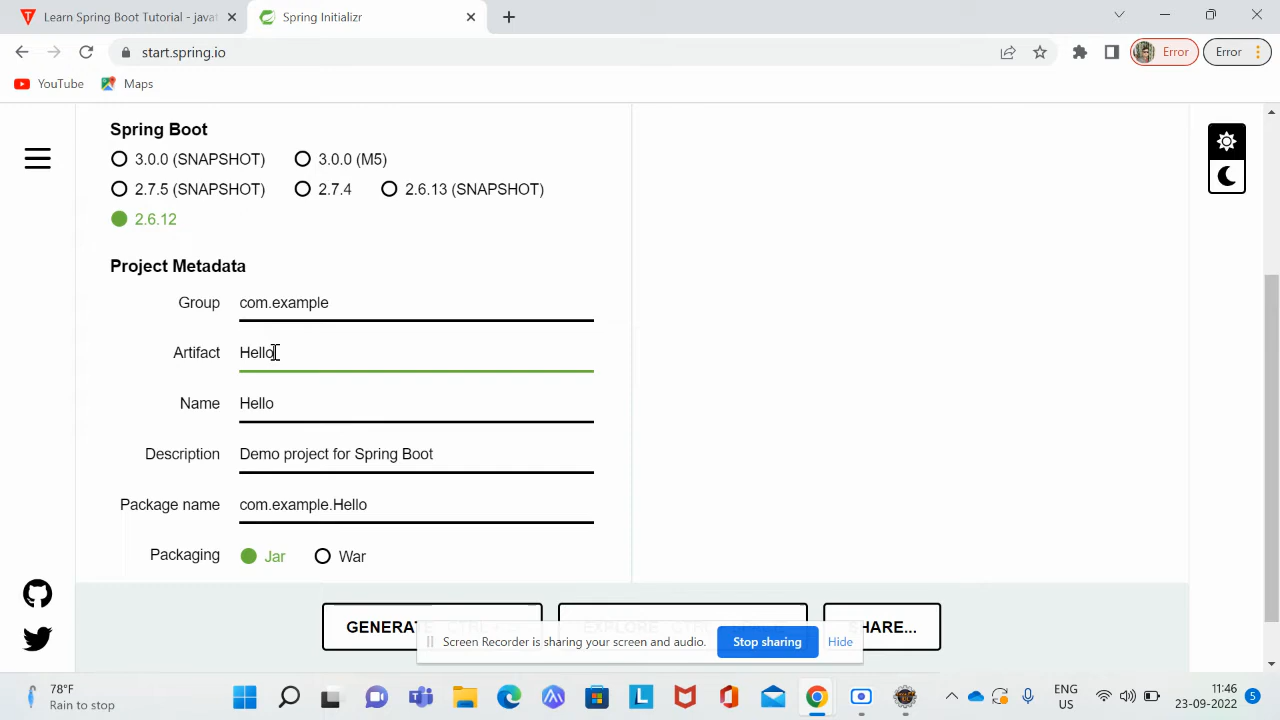 Learn Spring Boot Tutorial - javat
Spring Initializr
start.spring.io
Error
Error
YouTube
Maps
Spring Boot
3.0.0 (SNAPSHOT)
3.0.0 (M5)
2.7.5 (SNAPSHOT)
2.7.4
2.6.13 (SNAPSHOT)
2.6.12
Project Metadata
Group
com.example
Artifact
Hello
Name
Hello
Description
Demo project for Spring Boot
Package name
com.example.Hello
Packaging
Jar
War
Screen Recorder is sharing your screen and audio.
Stop sharing
Hide
78°F
Rain to stop
ENG
US
11:46
23-09-2022
5